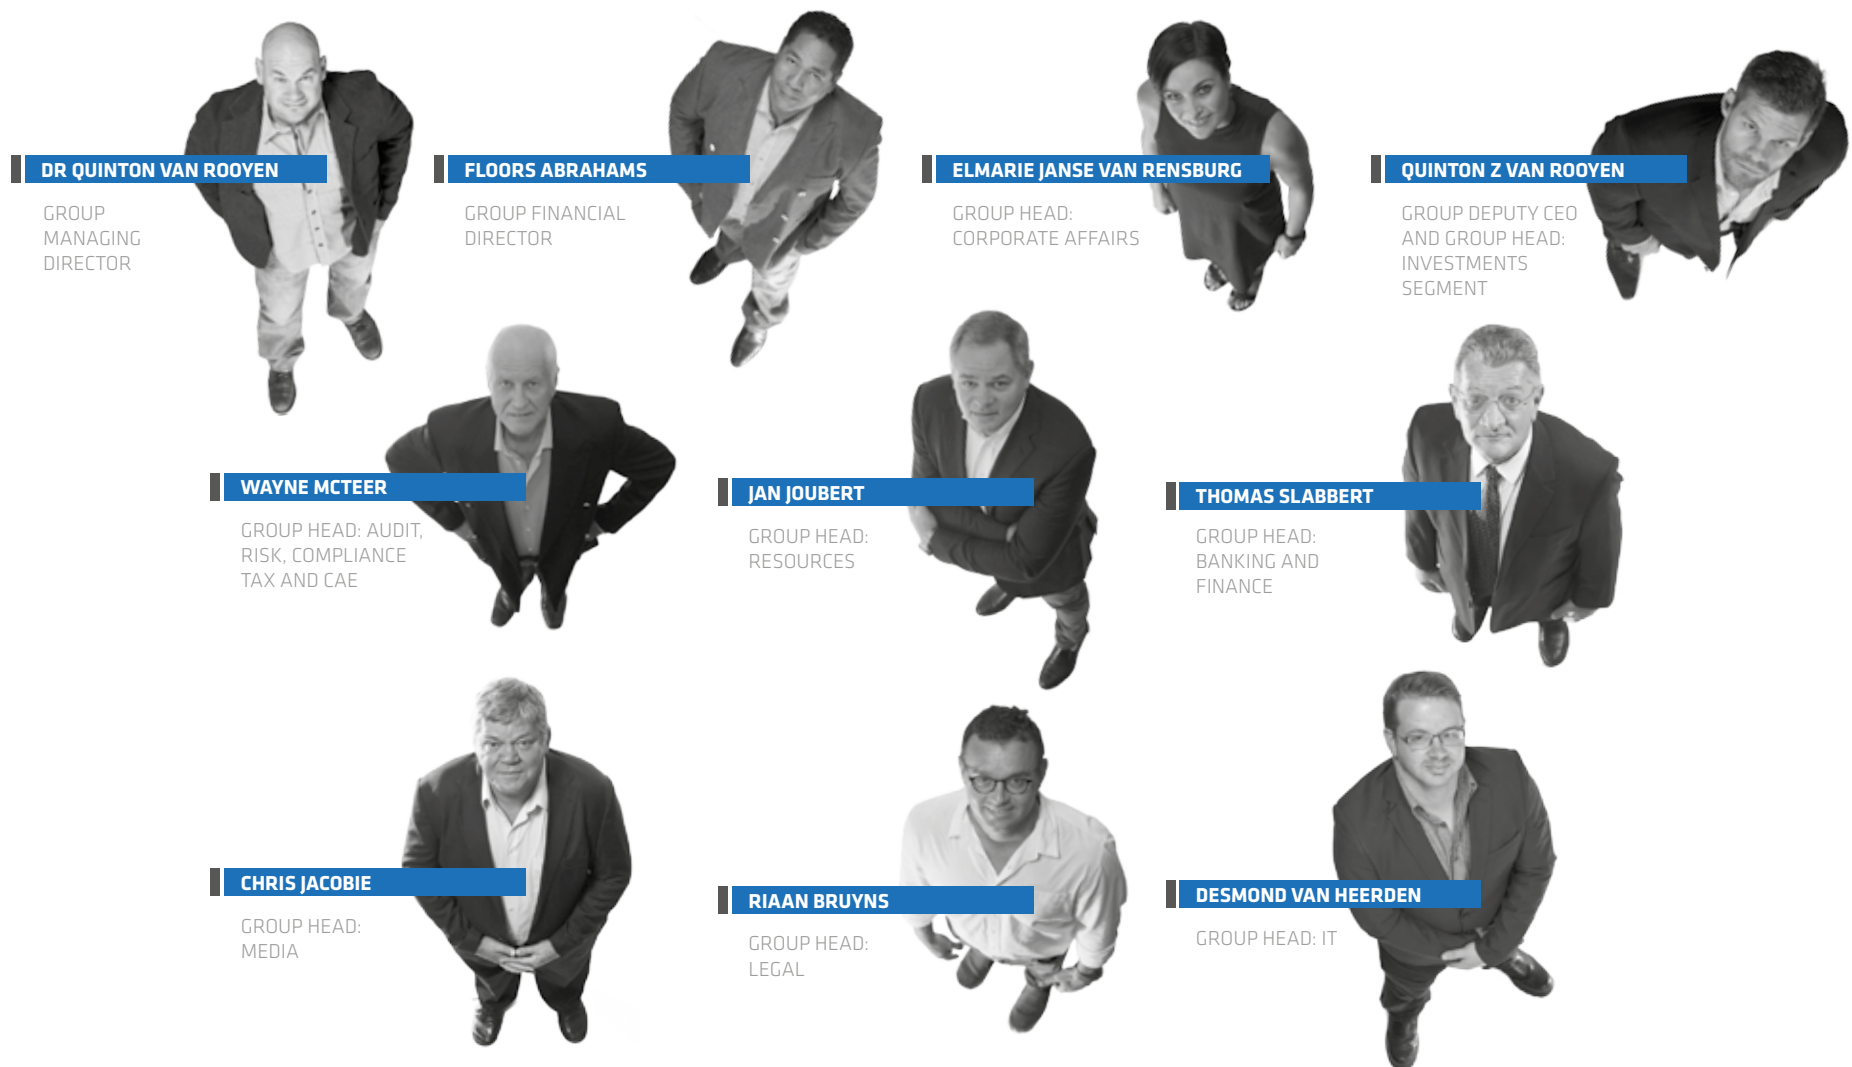 DR QUINTON VAN ROOYEN
GROUP
MANAGING
DIRECTOR
FLOORS ABRAHAMS
GROUP FINANCIAL
DIRECTOR
ELMARIE JANSE VAN RENSBURG
GROUP HEAD:
CORPORATE AFFAIRS
QUINTON Z VAN ROOYEN
GROUP DEPUTY CEO
AND GROUP HEAD:
INVESTMENTS
SEGMENT
WAYNE MCTEER
GROUP HEAD: AUDIT,
RISK, COMPLIANCE
TAX AND CAE
JAN JOUBERT
GROUP HEAD:
RESOURCES
THOMAS SLABBERT
GROUP HEAD:
BANKING AND
FINANCE
CHRIS JACOBIE
GROUP HEAD:
MEDIA
RIAAN BRUYNS
GROUP HEAD:
LEGAL
DESMOND VAN HEERDEN
GROUP HEAD: IT